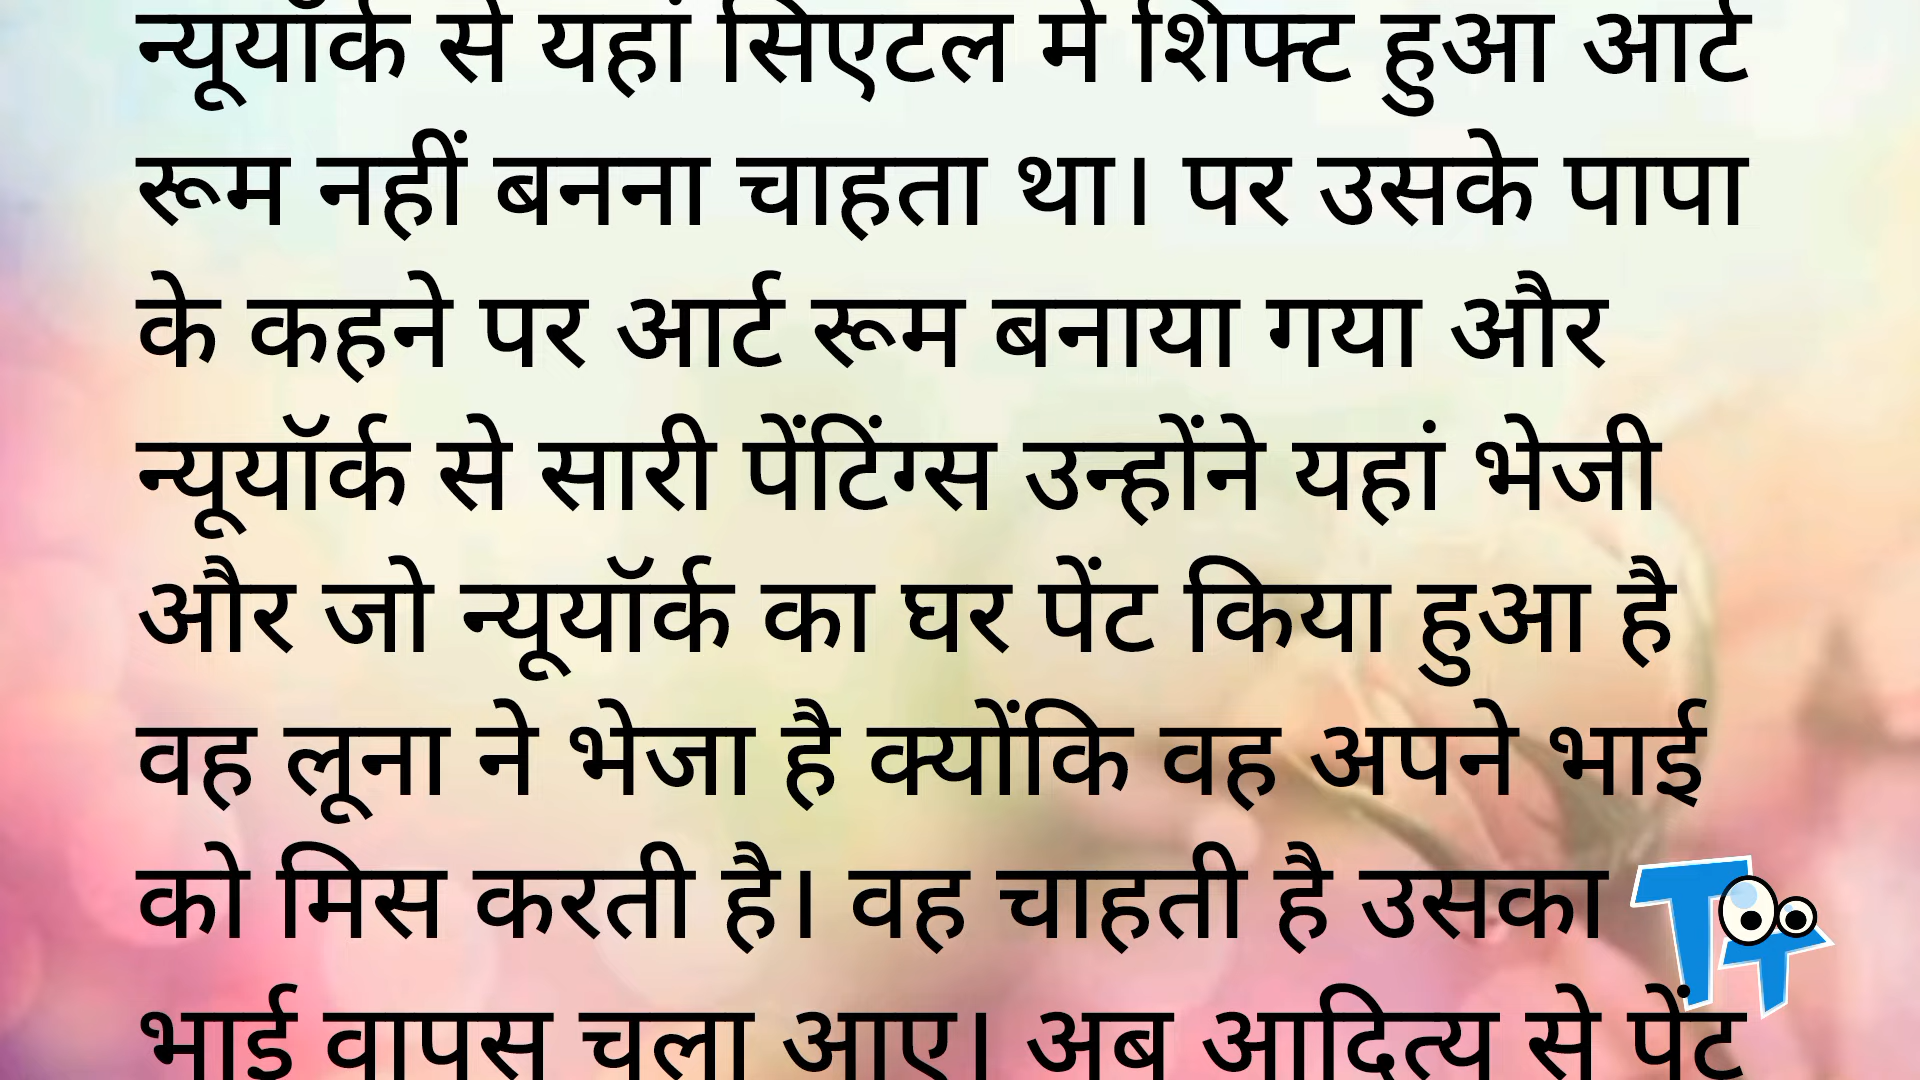 न्यूयॉर्क से यहां सिएटल में शिफ्ट हुआ आर्ट
रूम नहीं बनना चाहता था। पर उसके पापा
के कहने पर आर्ट रूम बनाया गया और
न्यूयॉर्क से सारी पेंटिंग्स उन्होंने यहां भेजी
और जो न्यूयॉर्क का घर पेंट किया हुआ है
वह लूना ने भेजा है क्योंकि वह अपने भाई
को मिस करती है। वह चाहती है उसका
भाई वापस चला आए। अब आदित्य से पेंट